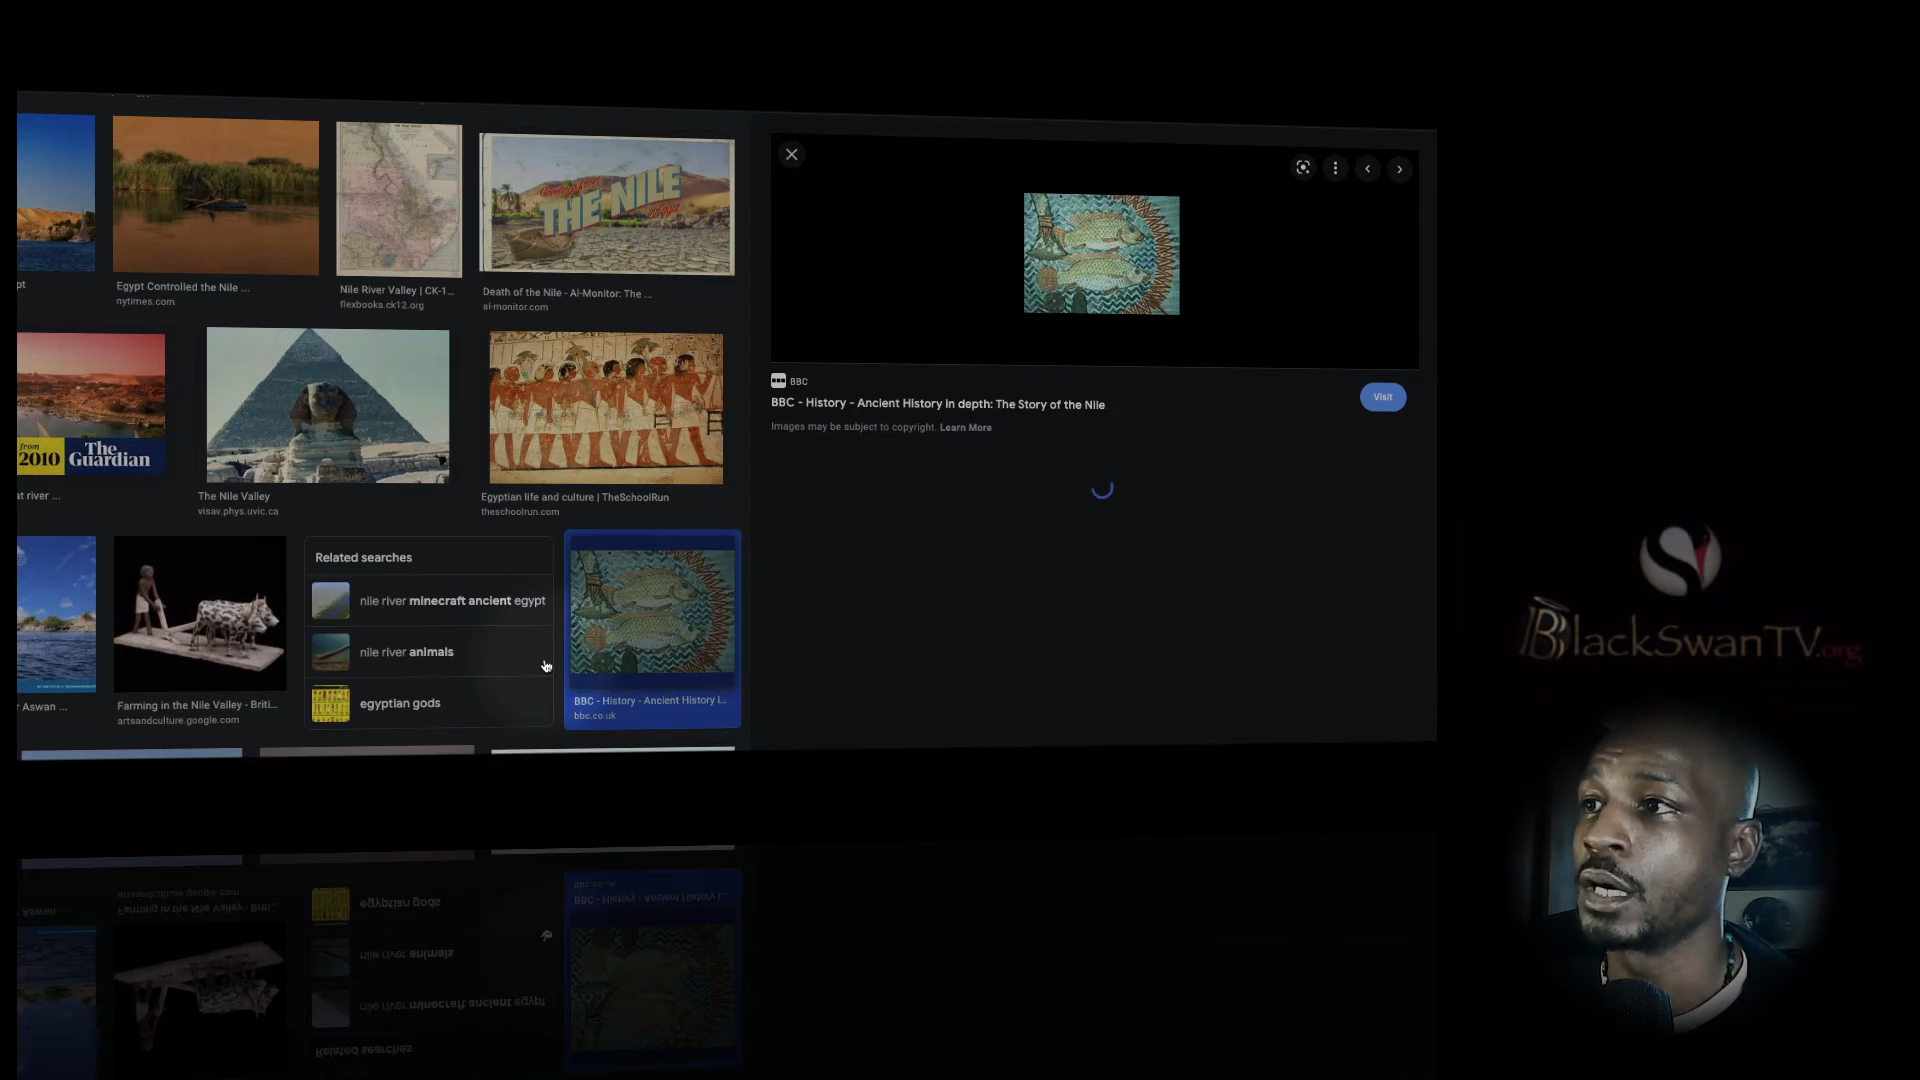 THE NILE
pt
Egypt Controlled the Nile ...
nytimes.com
Nile River Valley | CK-1...
flexbooks.ck12.org
Death of the Nile - Al-Monitor: The ...
al-monitor.com
from
2010
The
Guardian
at river ...
The Nile Valley
visav.phys.uvic.ca
Egyptian life and culture | TheSchoolRun
theschoolrun.com
Related searches
nile river minecraft ancient egypt
nile river animals
egyptian gods
r Aswan ...
Farming in the Nile Valley - Briti...
artsandculture.google.com
BBC - History - Ancient History i...
bbc.co.uk
BBC
BBC - History - Ancient History in depth: The Story of the Nile
Images may be subject to copyright. Learn More
Visit
BlackSwanTV.org